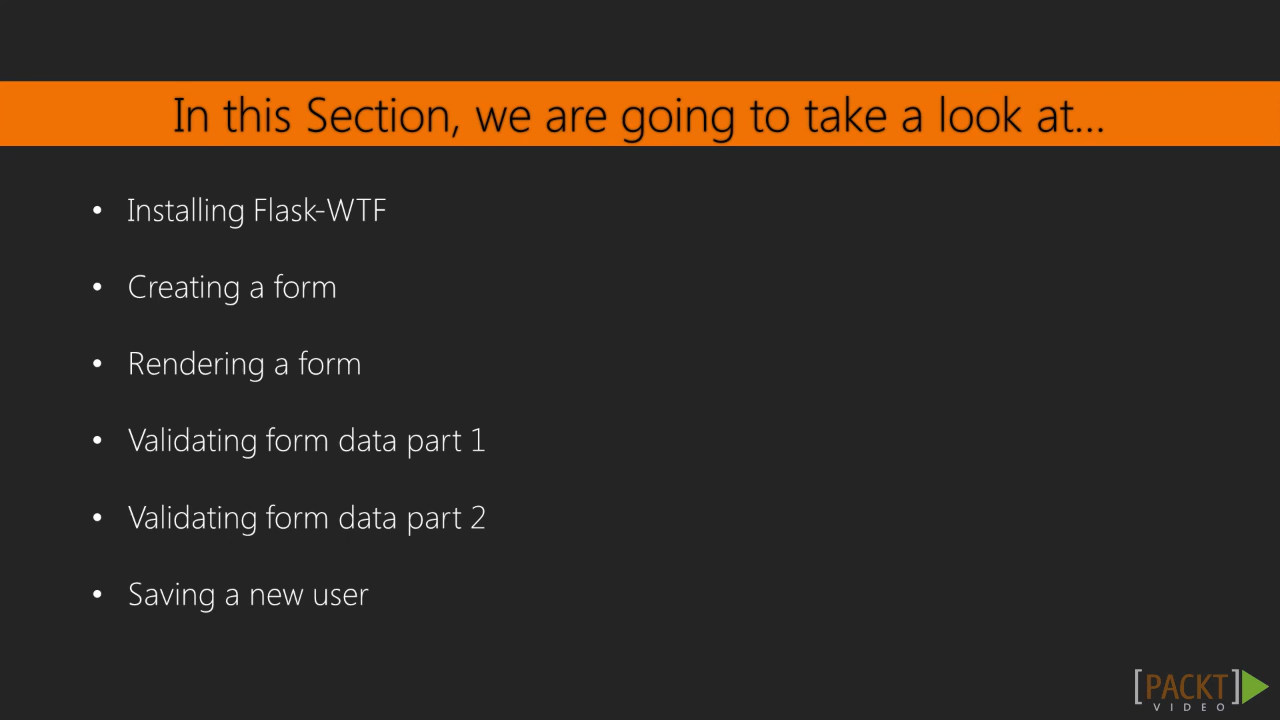 In this Section, we are going to take a look at...
• Installing Flask-WTF
• Creating a form
• Rendering a form
• Validating form data part 1
• Validating form data part 2
• Saving a new user
[PACKT]
VIDEO